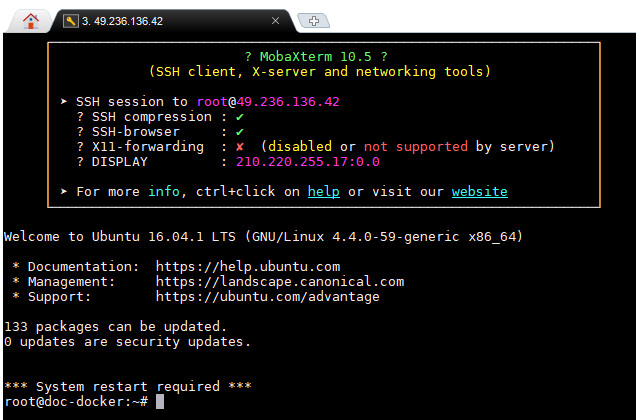 3. 49.236.136.42
? MobaXterm 10.5 ?
(SSH client, X-server and networking tools)
➤ SSH session to root@49.236.136.42
? SSH compression : ✔
? SSH-browser     : ✔
? X11-forwarding  : ✘  (disabled or not supported by server)
? DISPLAY         : 210.220.255.17:0.0
➤ For more info, ctrl+click on help or visit our website
Welcome to Ubuntu 16.04.1 LTS (GNU/Linux 4.4.0-59-generic x86_64)
* Documentation:  https://help.ubuntu.com
* Management:     https://landscape.canonical.com
* Support:        https://ubuntu.com/advantage
133 packages can be updated.
0 updates are security updates.
*** System restart required ***
root@doc-docker:~#